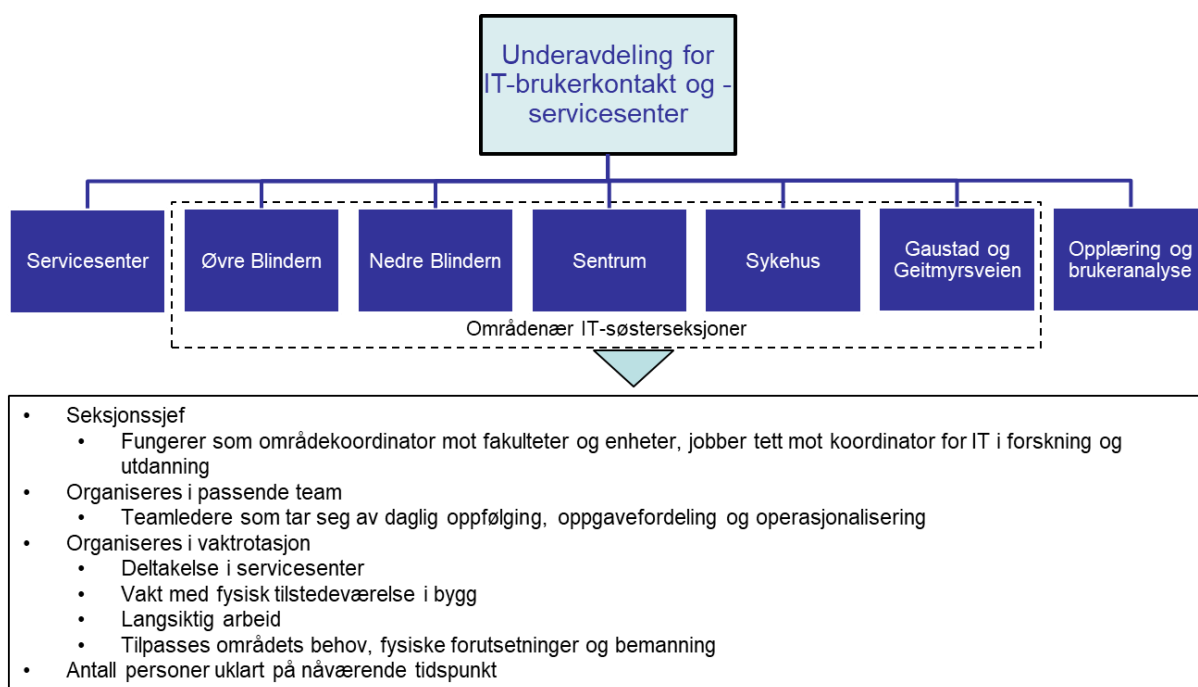 Underavdeling for
IT-brukerkontakt og -
servicesenter
Servicesenter
Øvre Blindern
Nedre Blindern
Sentrum
Sykehus
Gaustad og
Geitmyrsveien
Opplæring og
brukeranalyse
Områdenær IT-søsterseksjoner
• Seksjonssjef
• Fungerer som områdekoordinator mot fakulteter og enheter, jobber tett mot koordinator for IT i forskning og
utdanning
• Organiseres i passende team
• Teamledere som tar seg av daglig oppfølging, oppgavefordeling og operasjonalisering
• Organiseres i vaktrotasjon
• Deltakelse i servicesenter
• Vakt med fysisk tilstedeværelse i bygg
• Langsiktig arbeid
• Tilpasses områdets behov, fysiske forutsetninger og bemanning
• Antall personer uklart på nåværende tidspunkt